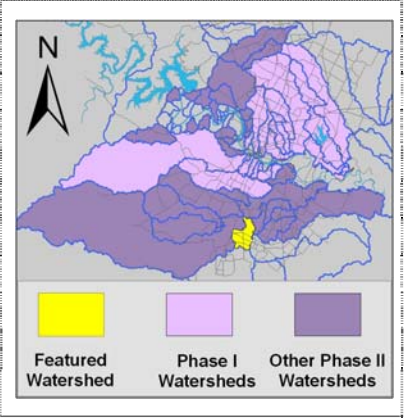 N
Featured
Watershed
Phase I
Watersheds
Other Phase II
Watersheds